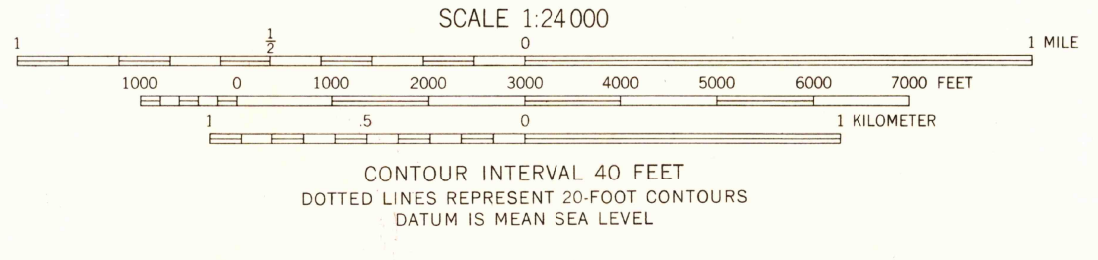 SCALE 1:24000
1 ½ 0 1 MILE
1000 0 1000 2000 3000 4000 5000 6000 7000 FEET
1 .5 0 1 KILOMETER
CONTOUR INTERVAL 40 FEET
DOTTED LINES REPRESENT 20-FOOT CONTOURS
DATUM IS MEAN SEA LEVEL